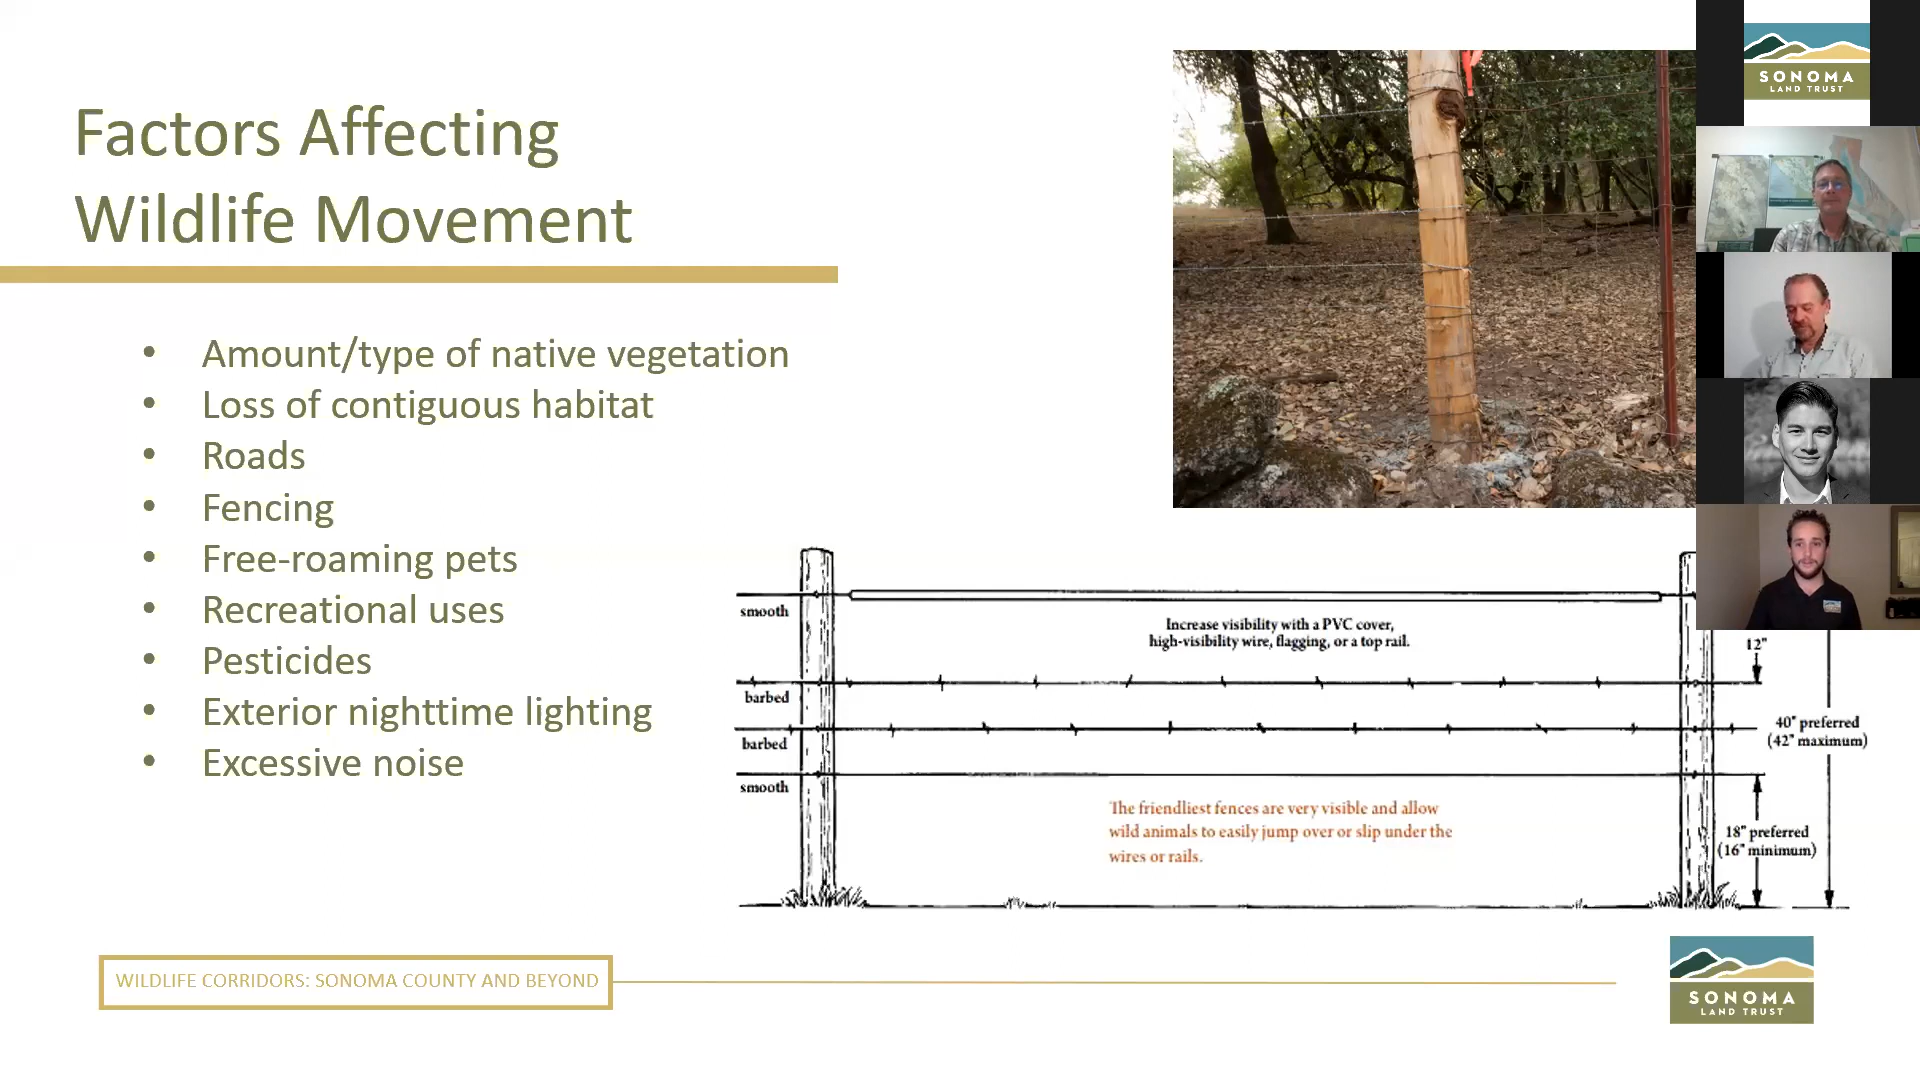 Factors Affecting
Wildlife Movement
• Amount/type of native vegetation
• Loss of contiguous habitat
• Roads
• Fencing
• Free-roaming pets
• Recreational uses
• Pesticides
• Exterior nighttime lighting
• Excessive noise
smooth
Increase visibility with a PVC cover,
high-visibility wire, flagging, or a top rail.
12"
barbed
barbed
40" preferred
(42" maximum)
smooth
The friendliest fences are very visible and allow
wild animals to easily jump over or slip under the
wires or rails.
18" preferred
(16" minimum)
WILDLIFE CORRIDORS: SONOMA COUNTY AND BEYOND
SONOMA
LAND TRUST
SONOMA
LAND TRUST